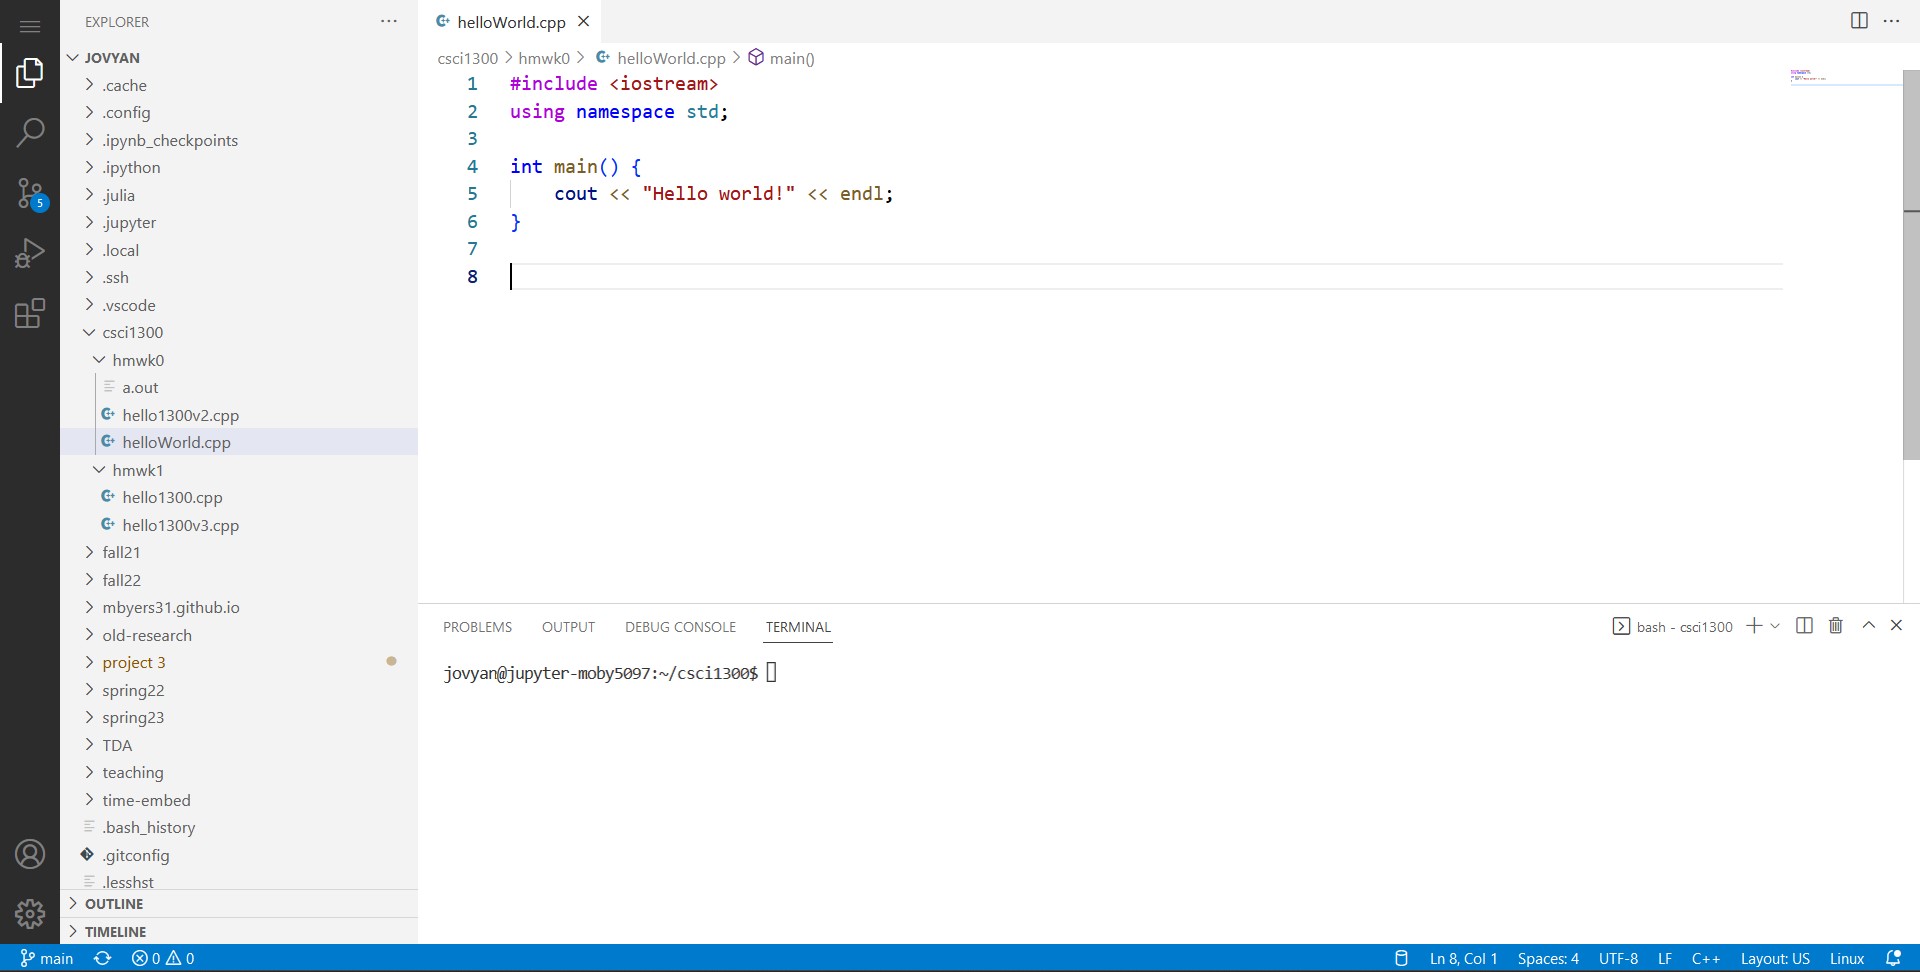 EXPLORER
JOVYAN
.cache
.config
.ipynb_checkpoints
.ipython
.julia
.jupyter
.local
.ssh
.vscode
csci1300
hmwk0
a.out
hello1300v2.cpp
helloWorld.cpp
hmwk1
hello1300.cpp
hello1300v3.cpp
fall21
fall22
mbyers31.github.io
old-research
project 3
spring22
spring23
TDA
teaching
time-embed
.bash_history
.gitconfig
.lesshst
OUTLINE
TIMELINE
5
helloWorld.cpp
csci1300 > hmwk0 > helloWorld.cpp > main()
1 #include <iostream>
2 using namespace std;
3
4 int main() {
5 cout << "Hello world!" << endl;
6 }
7
8
PROBLEMS OUTPUT DEBUG CONSOLE TERMINAL bash - csci1300
jovyan@jupyter-moby5097:~/csci1300$
main 0 0 Ln 8, Col 1 Spaces: 4 UTF-8 LF C++ Layout: US Linux